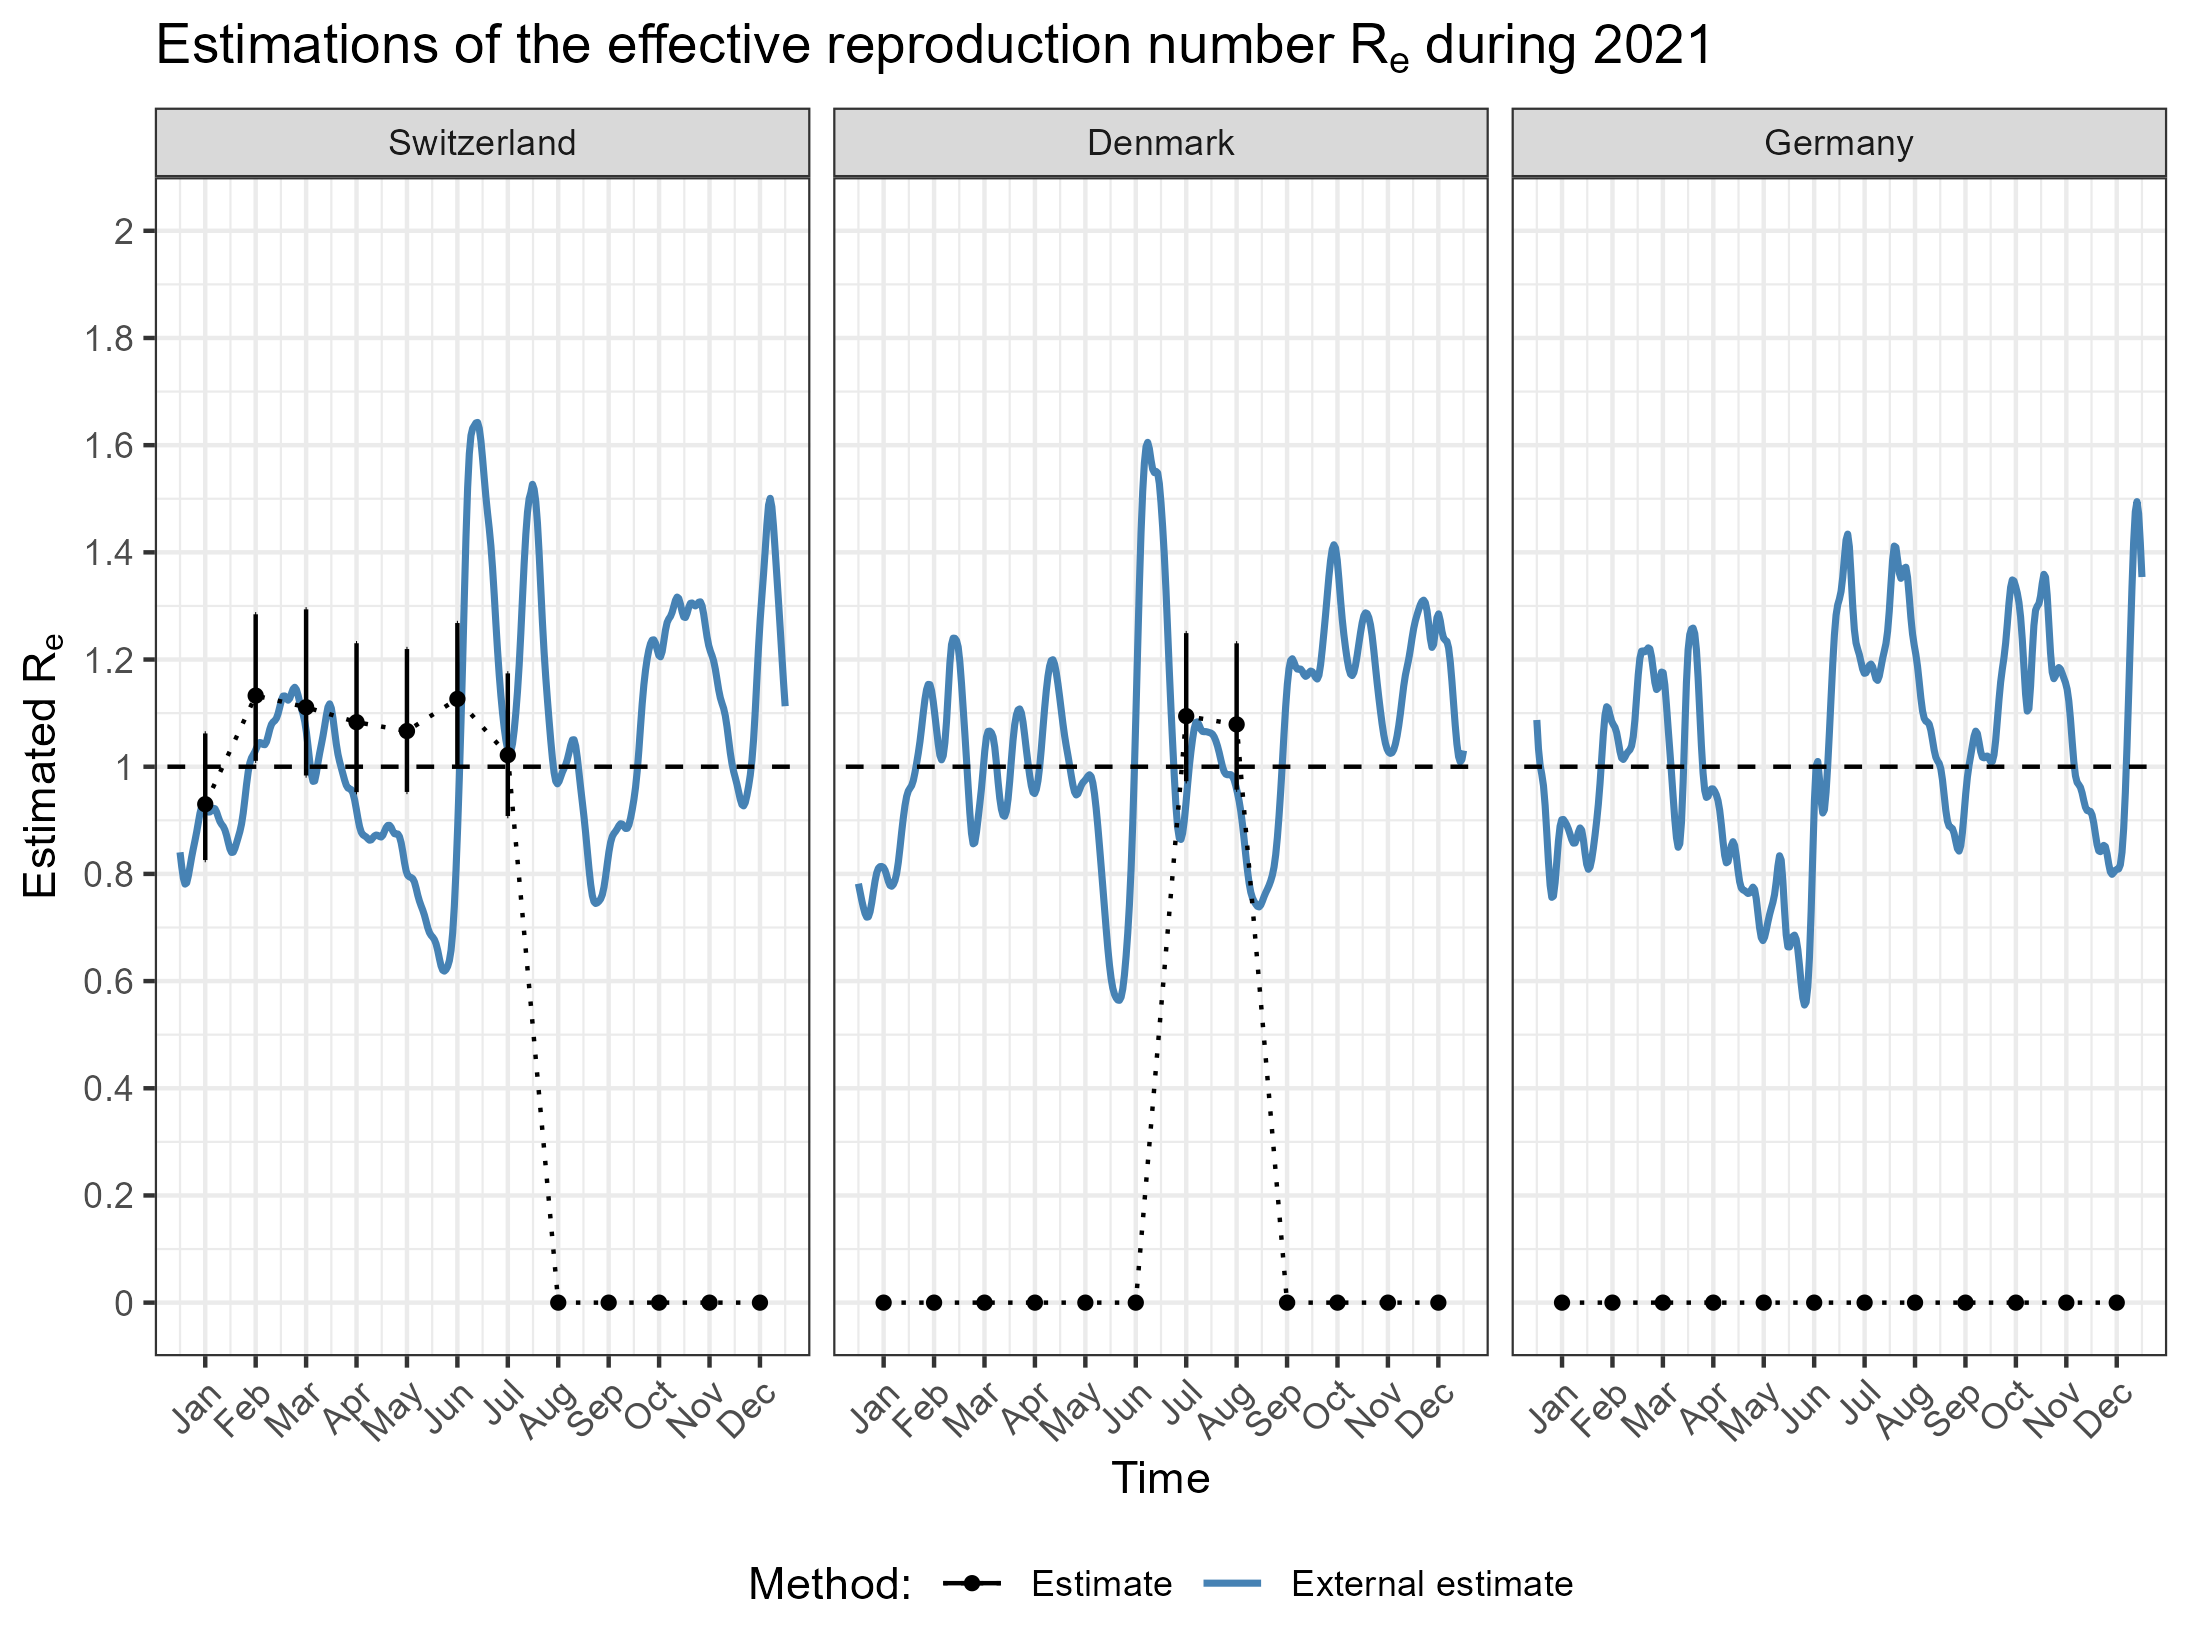 Estimations of the effective reproduction number Re during 2021
Switzerland Denmark Germany
Estimated Re
2
1.8
1.6
1.4
1.2
1
0.8
0.6
0.4
0.2
0
Jan Feb Mar Apr May Jun Jul Aug Sep Oct Nov Dec Jan Feb Mar Apr May Jun Jul Aug Sep Oct Nov Dec Jan Feb Mar Apr May Jun Jul Aug Sep Oct Nov Dec
Time
Method: Estimate External estimate